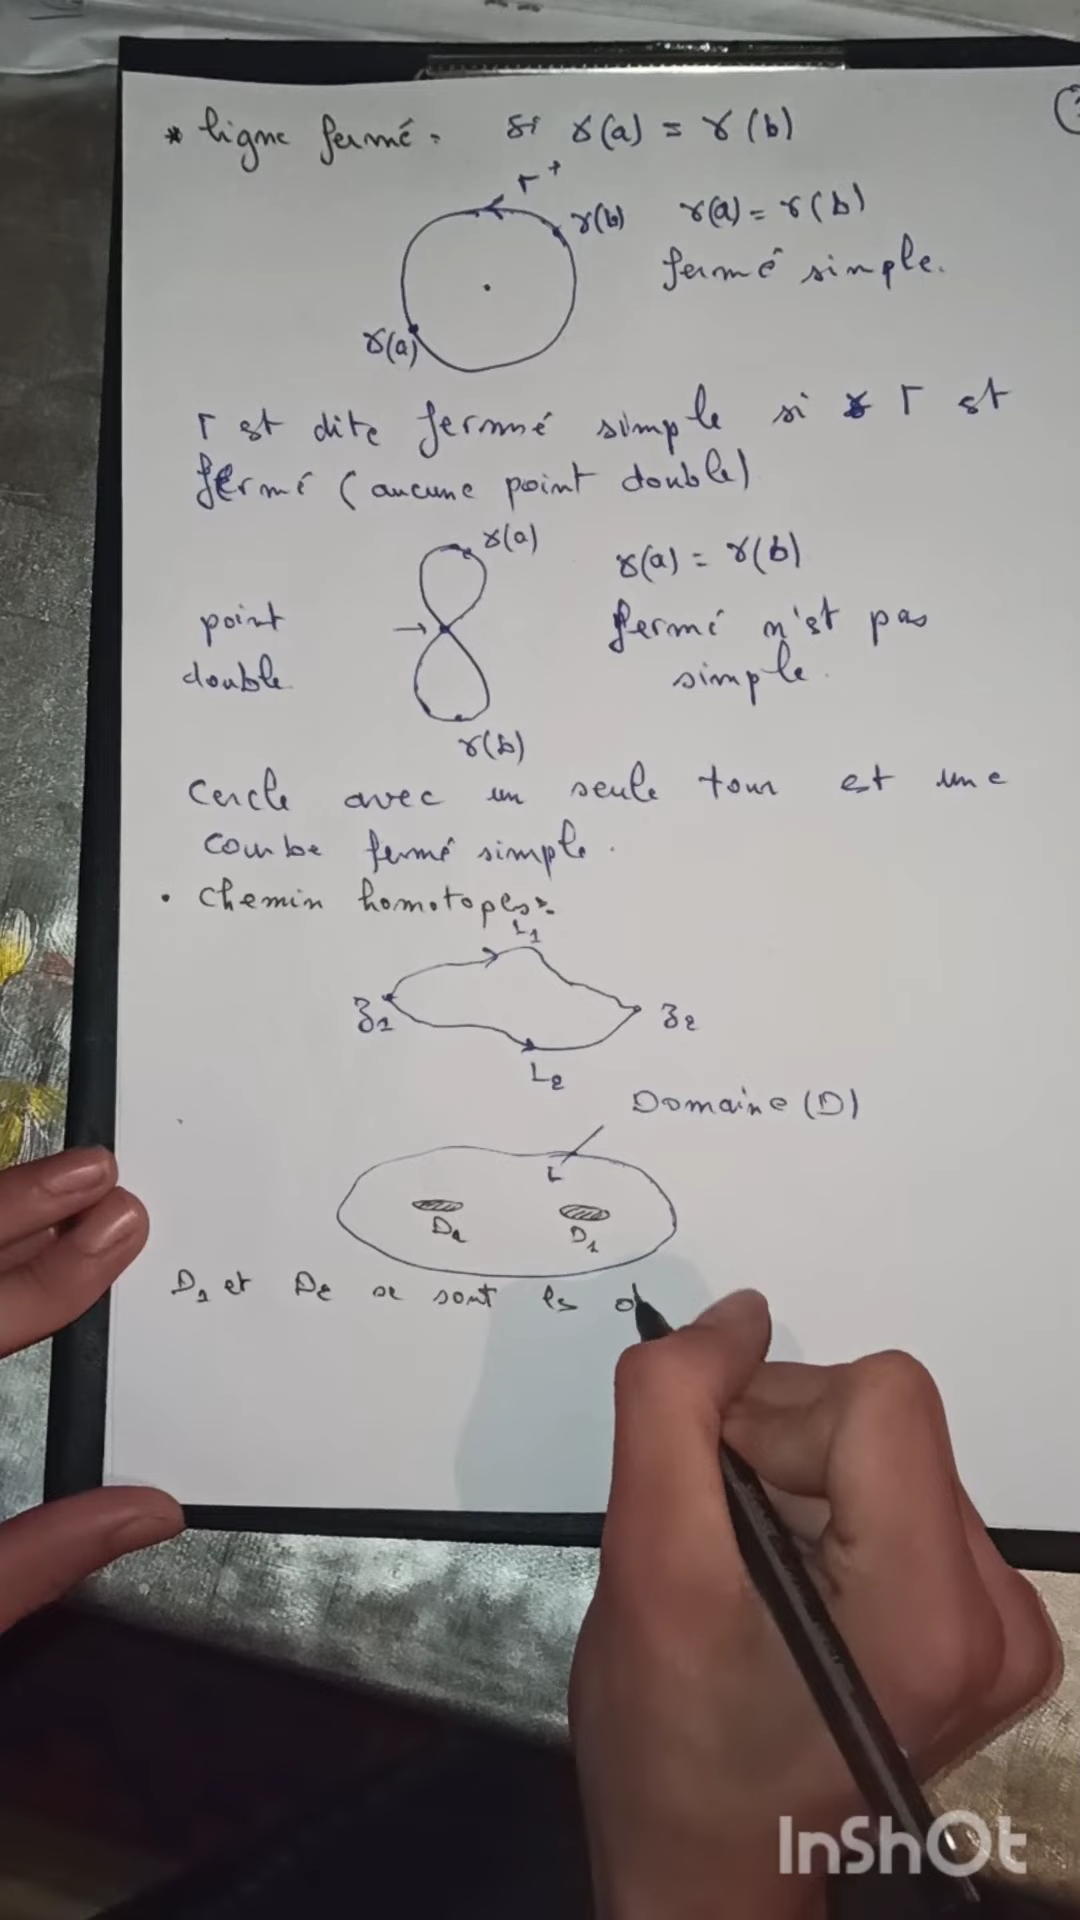 * ligne fermé : si γ(a) = γ(b)
Γ⁺
γ(b) γ(a) = γ(b)
fermé simple.
γ(a)
Γ est dite fermé simple si Γ est
fermé (aucune point double)
γ(a)
γ(a) = γ(b)
point → fermé n'est pas
double simple.
γ(b)
Cercle avec un seule tour est une
courbe fermé simple.
• chemin homotopes :
L₁
z₁ z₂
L₂
Domaine (D)
D₂ D₁
D₁ et D₂ se sont les
InShOt